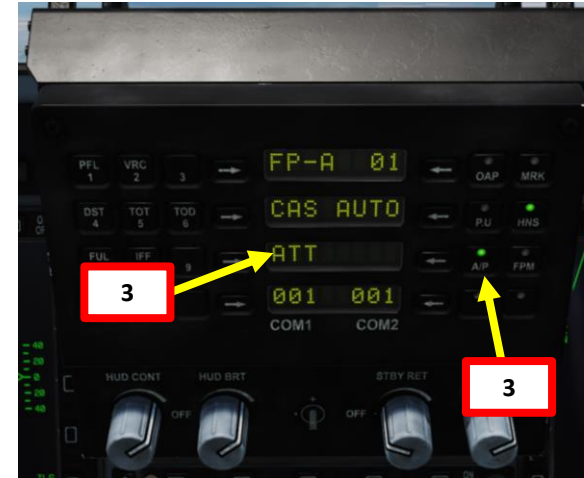 PFL 1 VRC 2 3 FP-A 01 OAP MRK
DST 4 TOT 5 TOD 6 CAS AUTO P.U HNS
FUL IFF 9 ATT A/P FPM
3
001 001
COM1 COM2
40
20
0
20
40
HUD CONT HUD BRT STBY RET
OFF OFF
3